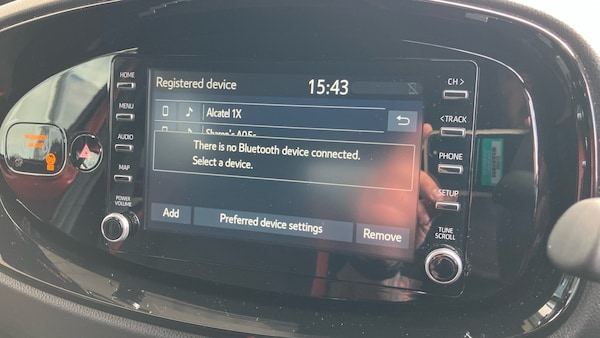 HOME
MENU
AUDIO
MAP
POWER
VOLUME
Registered device
15:43
Alcatel 1X
There is no Bluetooth device connected.
Select a device.
Add
Preferred device settings
Remove
CH >
< TRACK
PHONE
SETUP
TUNE
SCROLL